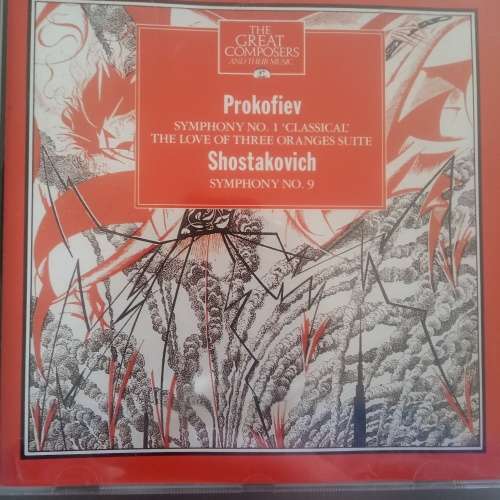 THE
GREAT
COMPOSERS
AND THEIR MUSIC
Prokofiev
SYMPHONY NO. 1 'CLASSICAL'
THE LOVE OF THREE ORANGES SUITE
Shostakovich
SYMPHONY NO. 9